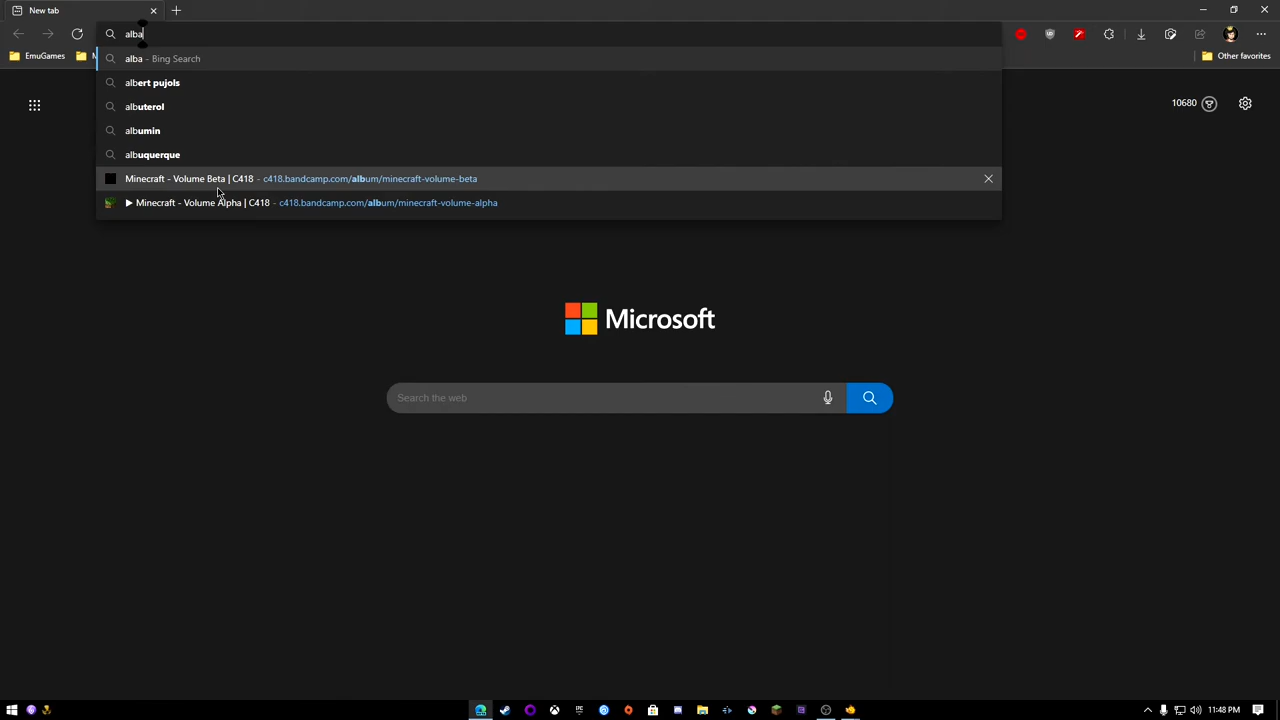 New tab
alba
EmuGames
M
Other favorites
alba - Bing Search
albert pujols
albuterol
albumin
albuquerque
Minecraft - Volume Beta | C418 - c418.bandcamp.com/album/minecraft-volume-beta
▶ Minecraft - Volume Alpha | C418 - c418.bandcamp.com/album/minecraft-volume-alpha
10680
Microsoft
Search the web
11:48 PM